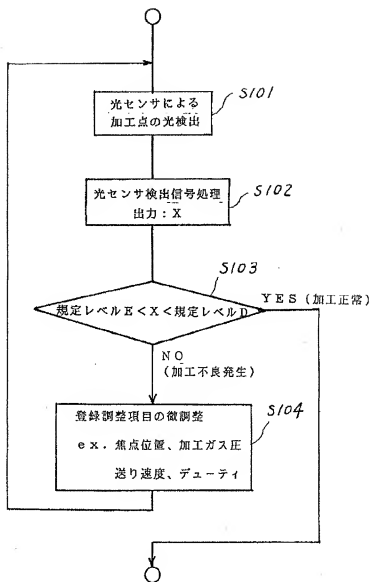 光センサによる
加工点の光検出
S101
光センサ検出信号処理
出力：X
S102
規定レベルE＜X＜規定レベルD
S103
YES（加工正常）
NO
（加工不良発生）
登録調整項目の微調整
ex．焦点位置、加工ガス圧
送り速度、デューティ
S104